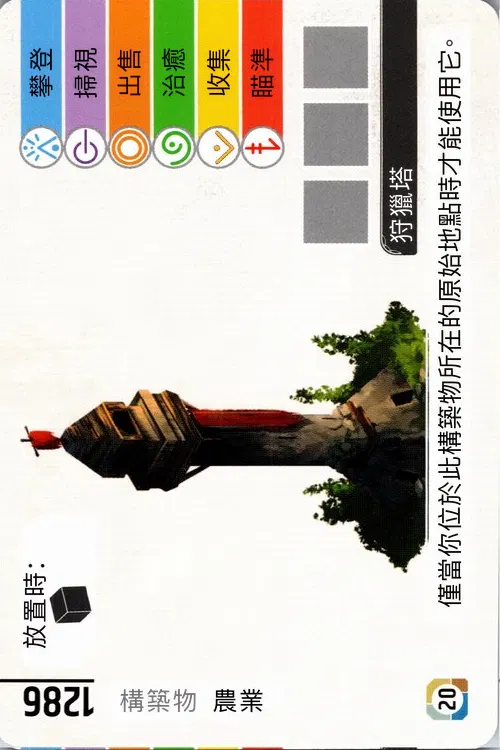 1286
構築物 農業
放置時：
攀登
掃視
出售
治癒
收集
瞄準
狩獵塔
僅當你位於此構築物所在的原始地點時才能使用它。
20